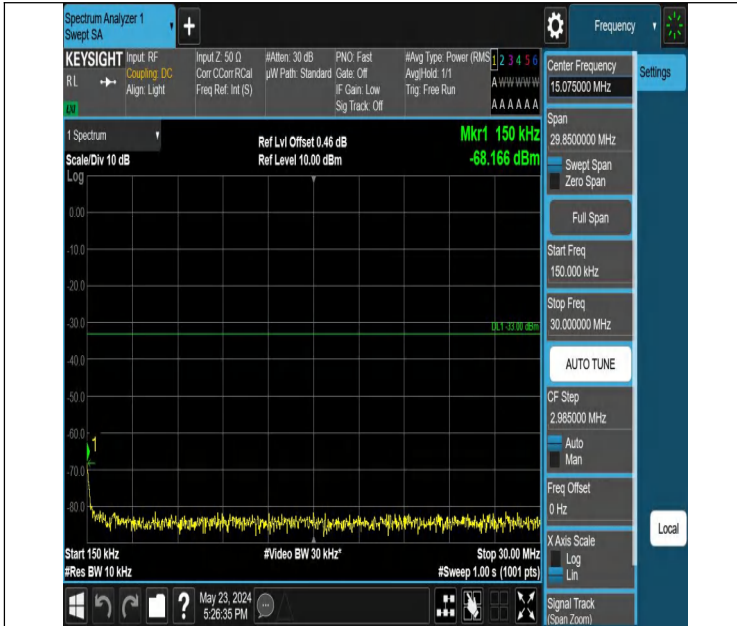 Spectrum Analyzer 1
Swept SA
+
Frequency
KEYSIGHT
RL
Input: RF
Coupling: DC
Align: Light
Input Z: 50 Ω
Corr CCorr RCal
Freq Ref: Int (S)
#Atten: 30 dB
µW Path: Standard
PNO: Fast
Gate: Off
IF Gain: Low
Sig Track: Off
#Avg Type: Power (RMS
Avg|Hold: 1/1
Trig: Free Run
1 2 3 4 5 6
A W W W W W
A A A A A A
1 Spectrum
Scale/Div 10 dB
Log
Ref Lvl Offset 0.46 dB
Ref Level 10.00 dBm
Mkr1 150 kHz
-68.166 dBm
0.00
-10.0
-20.0
-30.0
DL1 -33.00 dBm
-40.0
-50.0
-60.0
1
-70.0
-80.0
Start 150 kHz
#Video BW 30 kHz*
Stop 30.00 MHz
#Res BW 10 kHz
#Sweep 1.00 s (1001 pts)
Center Frequency
15.075000 MHz
Settings
Span
29.8500000 MHz
Swept Span
Zero Span
Full Span
Start Freq
150.000 kHz
Stop Freq
30.000000 MHz
AUTO TUNE
CF Step
2.985000 MHz
Auto
Man
Freq Offset
0 Hz
X Axis Scale
Log
Lin
Local
Signal Track
(Span Zoom)
?
May 23, 2024
5:26:35 PM